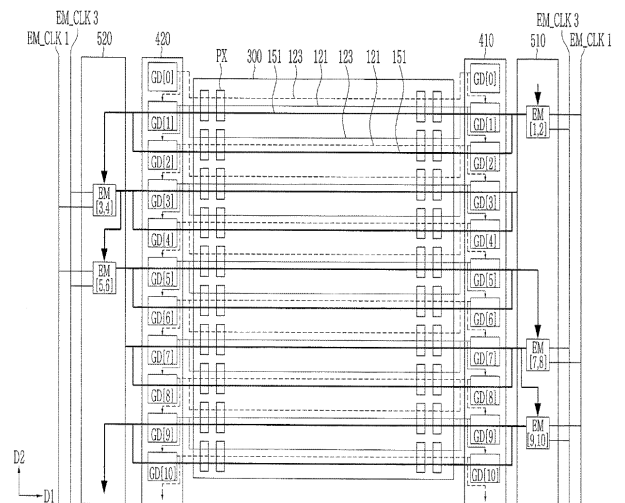 EM_CLK 3
EM_CLK 1
520
420
PX
300
123
121
151
123
121
151
410
510
EM_CLK 3
EM_CLK 1
GD[0]
GD[0]
GD[1]
GD[1]
EM
[1,2]
GD[2]
GD[2]
EM
[3,4]
GD[3]
GD[3]
GD[4]
GD[4]
EM
[5,6]
GD[5]
GD[5]
GD[6]
GD[6]
GD[7]
GD[7]
EM
[7,8]
GD[8]
GD[8]
GD[9]
GD[9]
EM
[9,10]
GD[10]
GD[10]
D2
D1